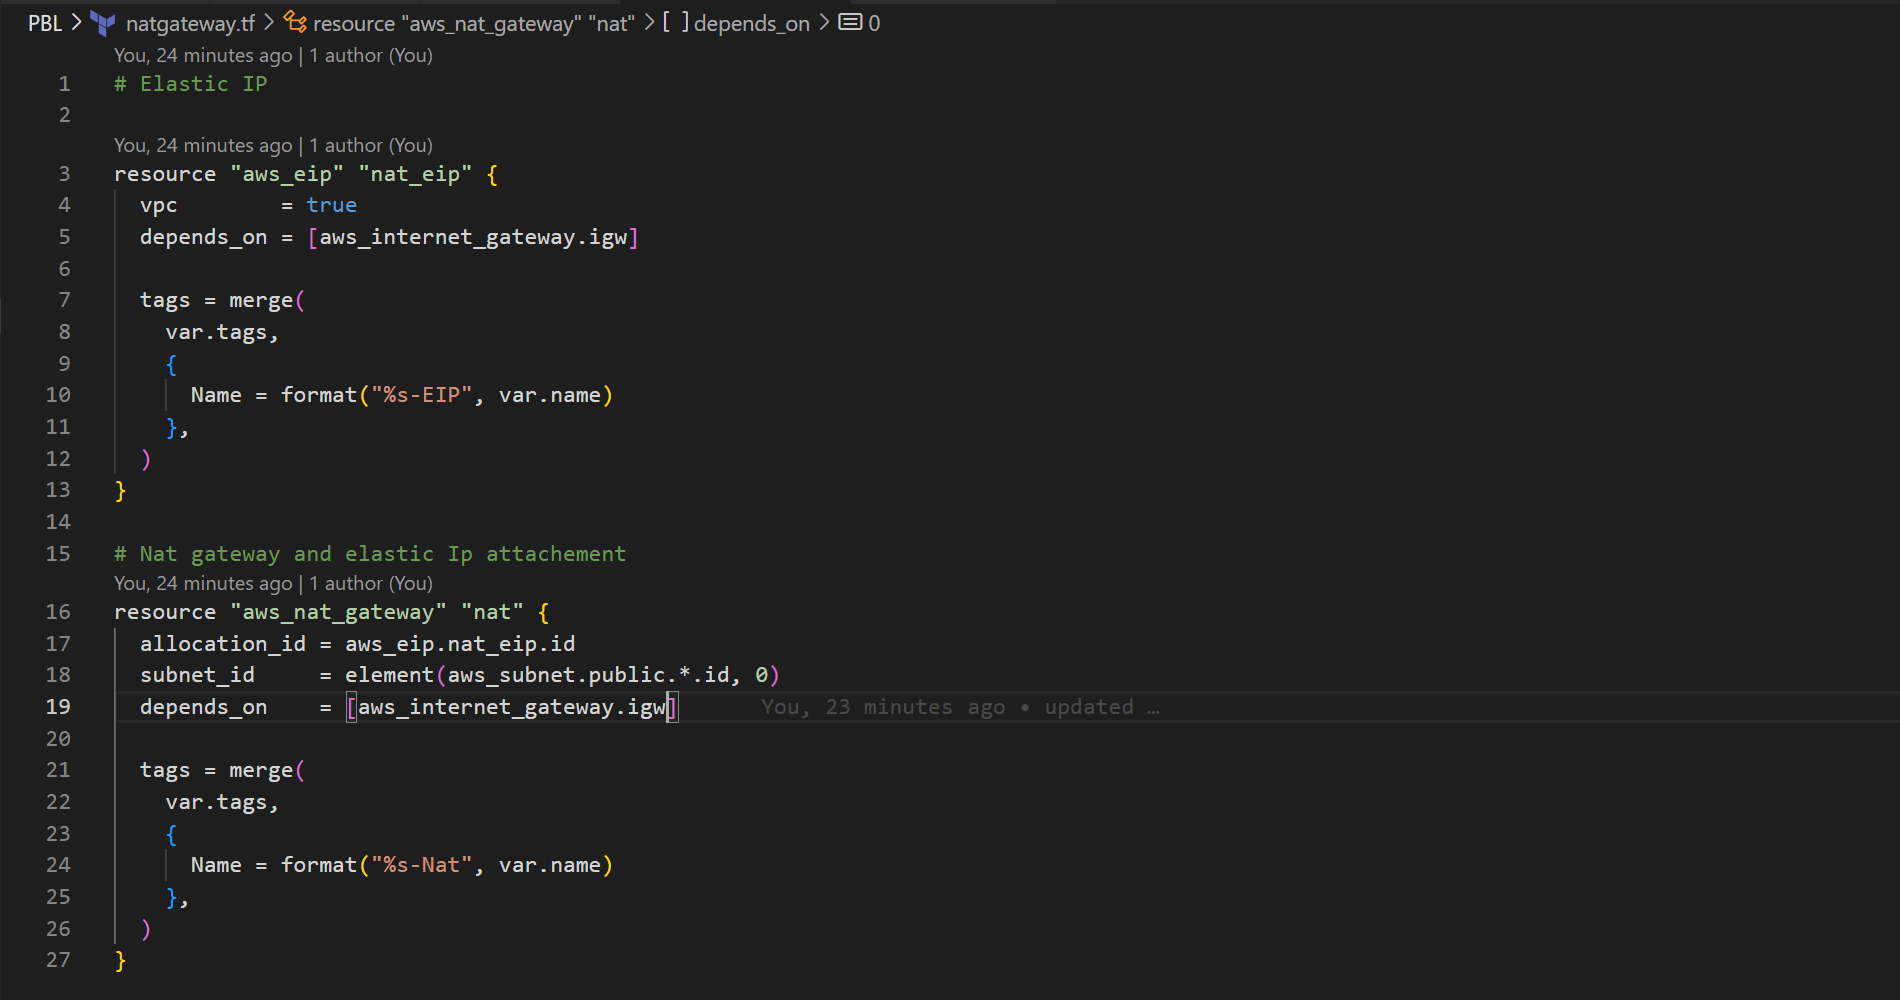 PBL > natgateway.tf > resource "aws_nat_gateway" "nat" > [ ] depends_on > 0
You, 24 minutes ago | 1 author (You)
1 # Elastic IP
2
You, 24 minutes ago | 1 author (You)
3 resource "aws_eip" "nat_eip" {
4   vpc        = true
5   depends_on = [aws_internet_gateway.igw]
6
7   tags = merge(
8     var.tags,
9     {
10       Name = format("%s-EIP", var.name)
11     },
12   )
13 }
14
15 # Nat gateway and elastic Ip attachement
You, 24 minutes ago | 1 author (You)
16 resource "aws_nat_gateway" "nat" {
17   allocation_id = aws_eip.nat_eip.id
18   subnet_id     = element(aws_subnet.public.*.id, 0)
19   depends_on    = [aws_internet_gateway.igw]      You, 23 minutes ago • updated …
20
21   tags = merge(
22     var.tags,
23     {
24       Name = format("%s-Nat", var.name)
25     },
26   )
27 }